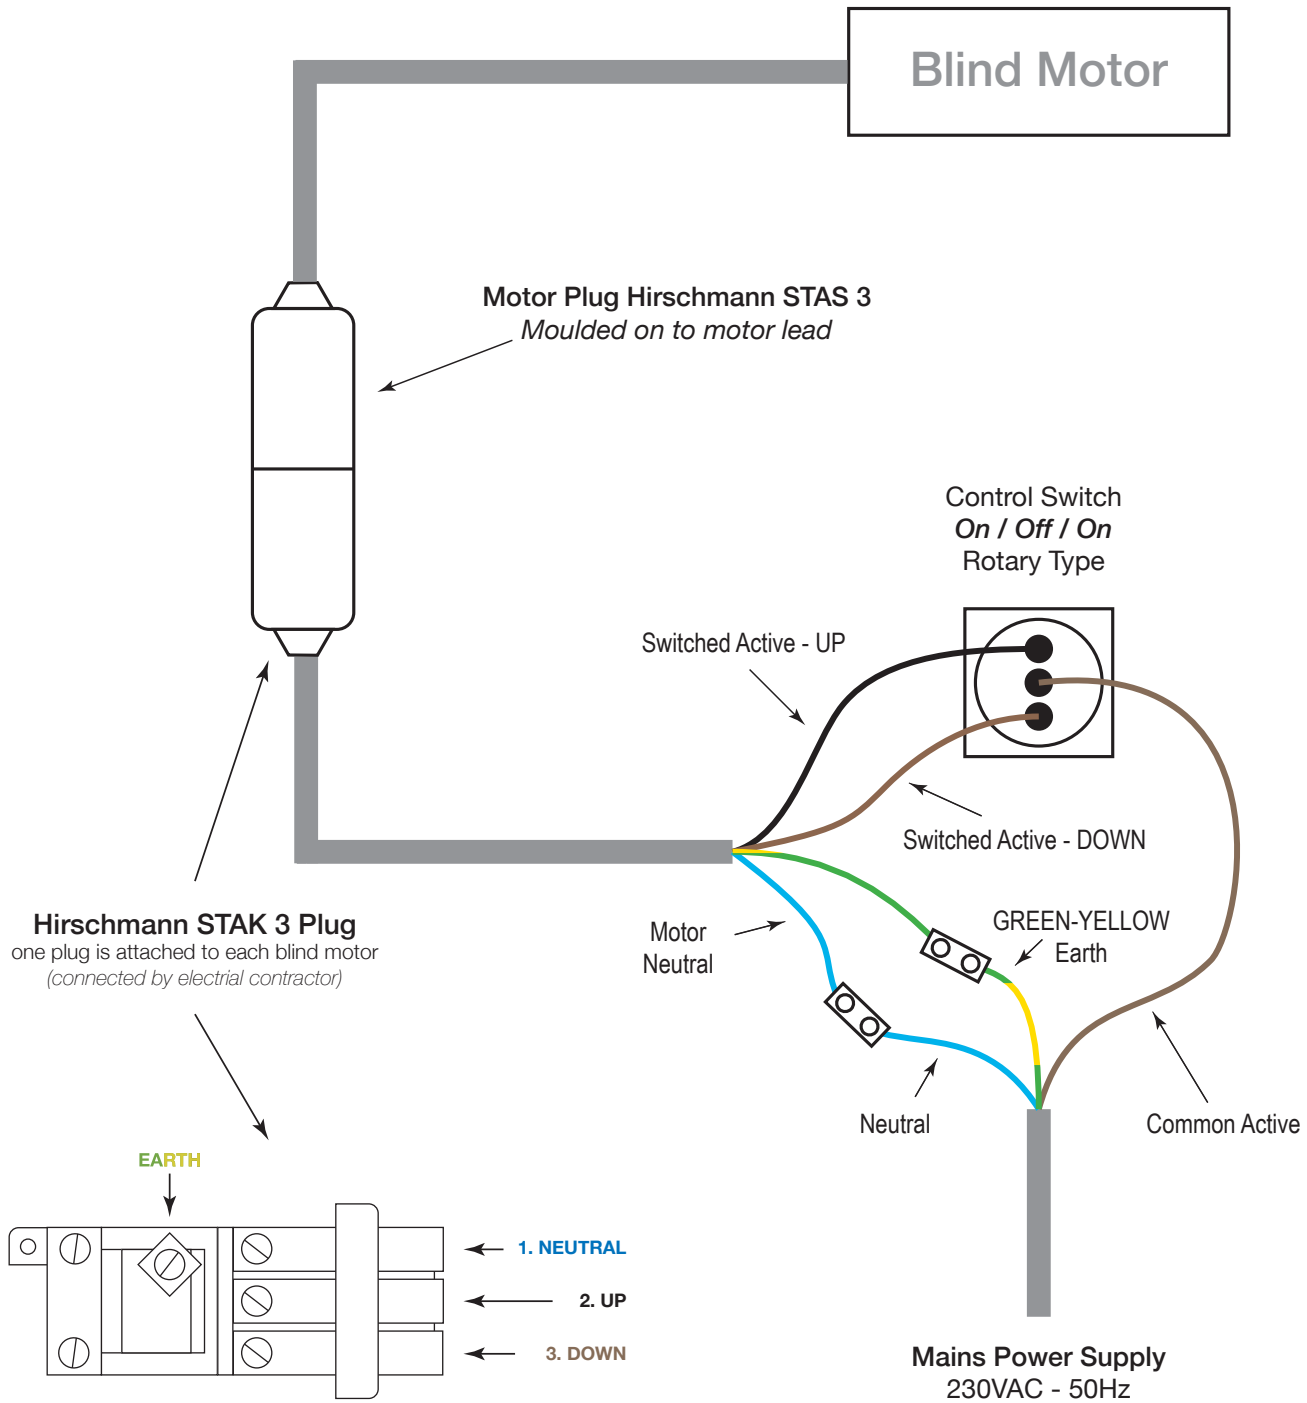 Blind Motor
Motor Plug Hirschmann STAS 3
Moulded on to motor lead
Control Switch
On / Off / On
Rotary Type
Switched Active - UP
Switched Active - DOWN
Hirschmann STAK 3 Plug
one plug is attached to each blind motor
(connected by electrial contractor)
Motor
Neutral
GREEN-YELLOW
Earth
Neutral
Common Active
EARTH
1. NEUTRAL
2. UP
3. DOWN
Mains Power Supply
230VAC - 50Hz